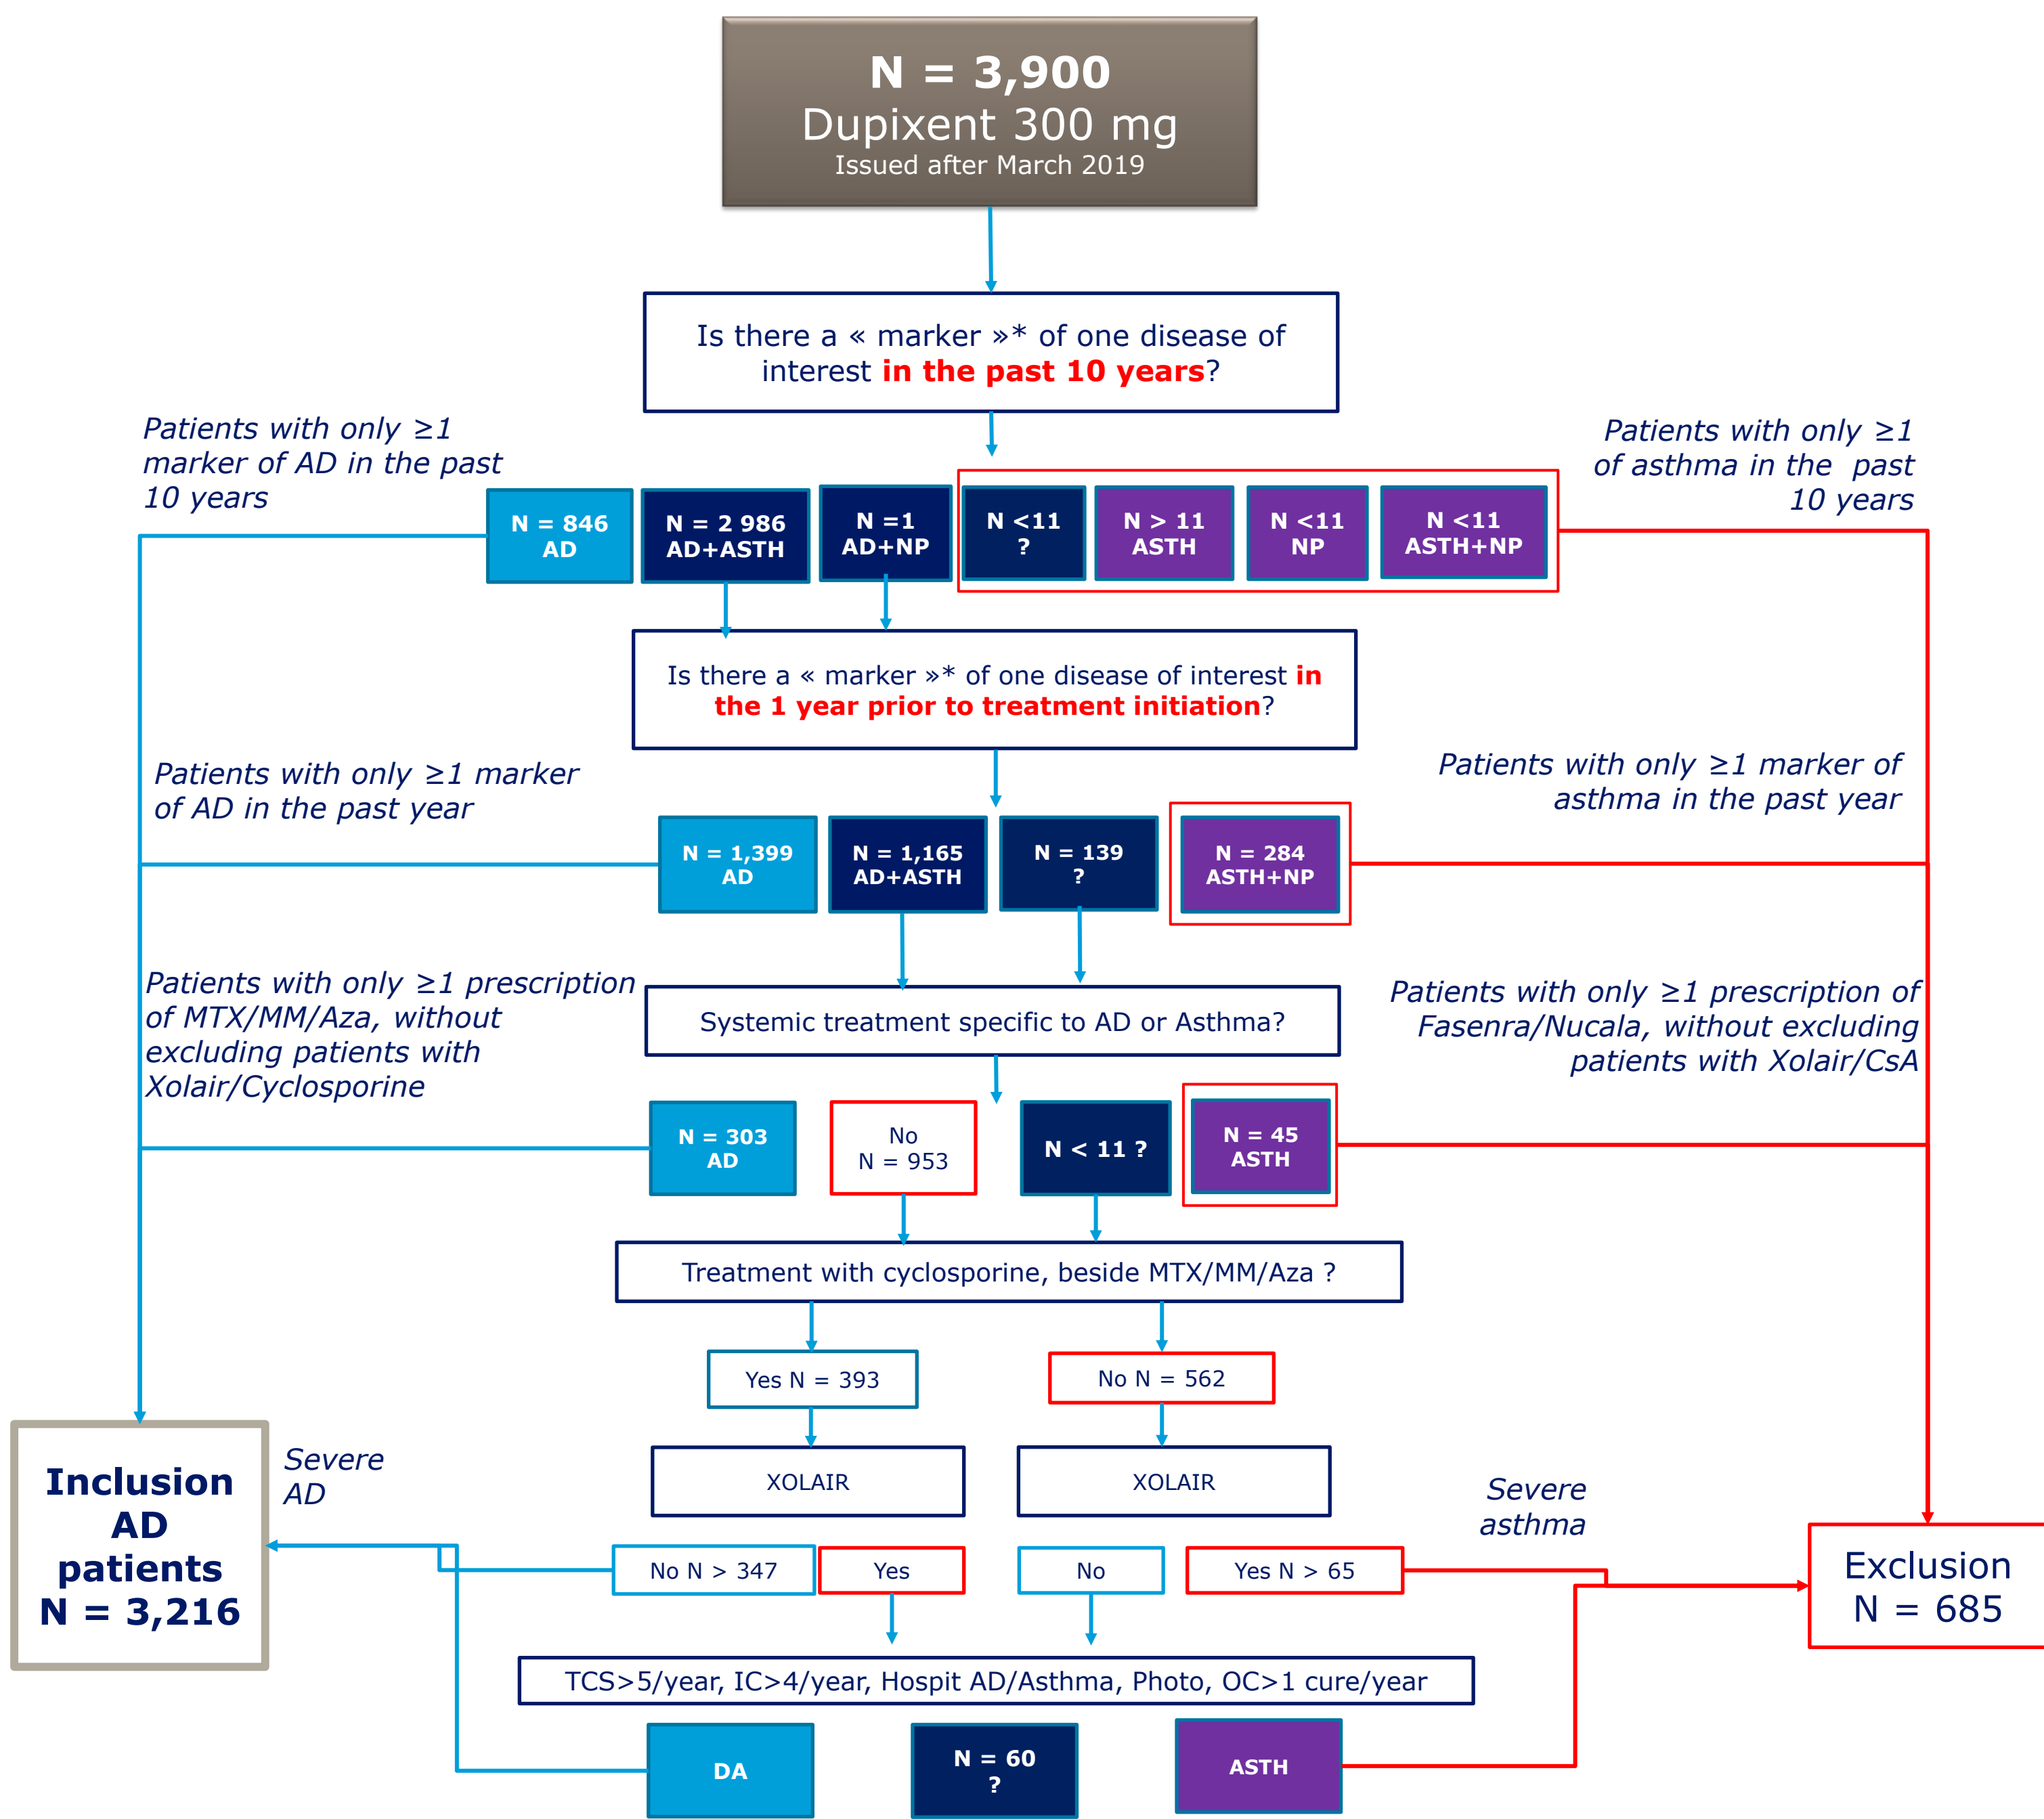 N = 3,900
Dupixent 300 mg
Issued after March 2019
Is there a « marker »* of one disease of
interest in the past 10 years?
Patients with only ≥1
marker of AD in the past
10 years
Patients with only ≥1
of asthma in the past
10 years
N = 846
AD
N = 2 986
AD+ASTH
N =1
AD+NP
N <11
?
N > 11
ASTH
N <11
NP
N <11
ASTH+NP
Is there a « marker »* of one disease of interest in
the 1 year prior to treatment initiation?
Patients with only ≥1 marker
of AD in the past year
Patients with only ≥1 marker of
asthma in the past year
N = 1,399
AD
N = 1,165
AD+ASTH
N = 139
?
N = 284
ASTH+NP
Patients with only ≥1 prescription
of MTX/MM/Aza, without
excluding patients with
Xolair/Cyclosporine
Systemic treatment specific to AD or Asthma?
Patients with only ≥1 prescription of
Fasenra/Nucala, without excluding
patients with Xolair/CsA
N = 303
AD
No
N = 953
N < 11 ?
N = 45
ASTH
Treatment with cyclosporine, beside MTX/MM/Aza ?
Yes N = 393
No N = 562
XOLAIR
XOLAIR
Inclusion
AD
patients
N = 3,216
Severe
AD
Severe
asthma
No N > 347
Yes
No
Yes N > 65
Exclusion
N = 685
TCS>5/year, IC>4/year, Hospit AD/Asthma, Photo, OC>1 cure/year
DA
N = 60
?
ASTH